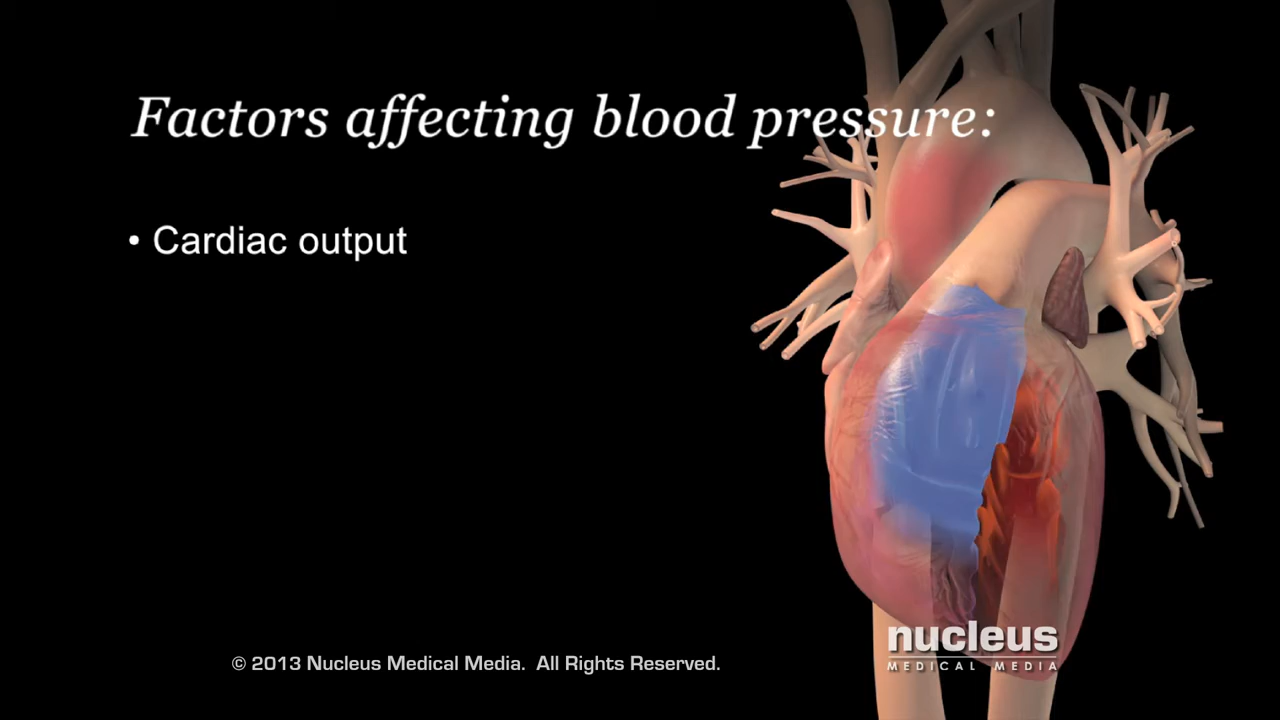 Factors affecting blood pressure:
• Cardiac output
nucleus
MEDICAL MEDIA
© 2013 Nucleus Medical Media. All Rights Reserved.